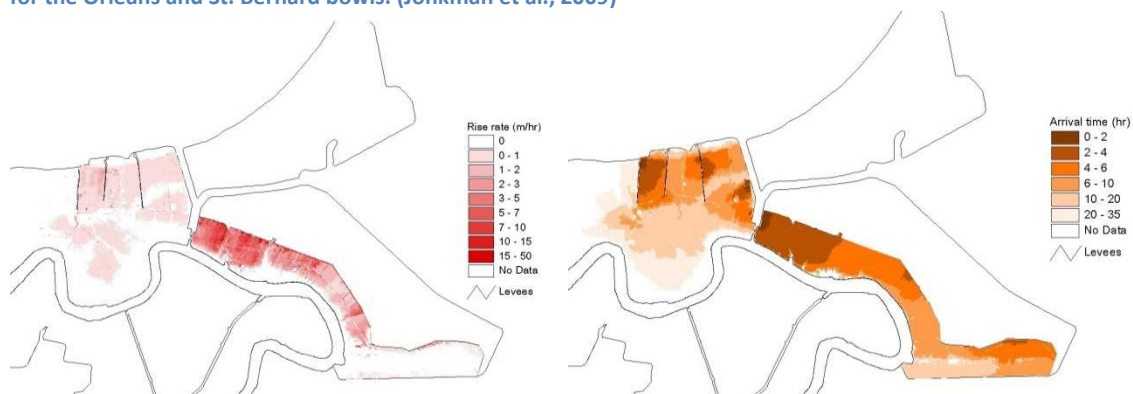 for the Orleans and St. Bernard bowls. (Jonkman et al., 2009)
Rise rate (m/hr)
0
0 - 1
1 - 2
2 - 3
3 - 5
5 - 7
7 - 10
10 - 15
15 - 50
No Data
Levees
Arrival time (hr)
0 - 2
2 - 4
4 - 6
6 - 10
10 - 20
20 - 35
No Data
Levees